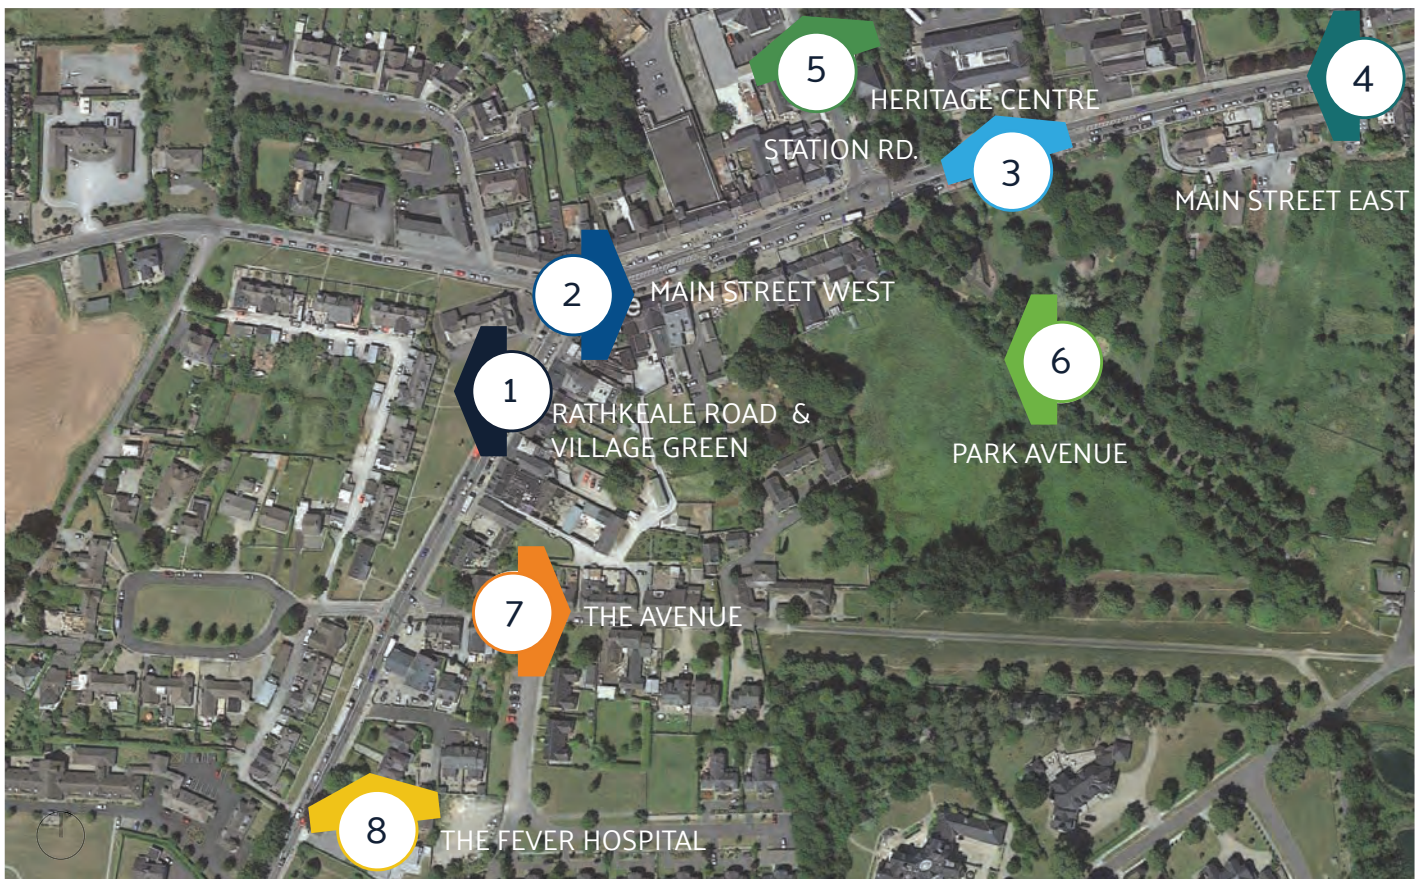 5
HERITAGE CENTRE
4
STATION RD.
3
MAIN STREET EAST
2
MAIN STREET WEST
e
1
RATHKEALE ROAD &
VILLAGE GREEN
6
PARK AVENUE
7
THE AVENUE
8
THE FEVER HOSPITAL